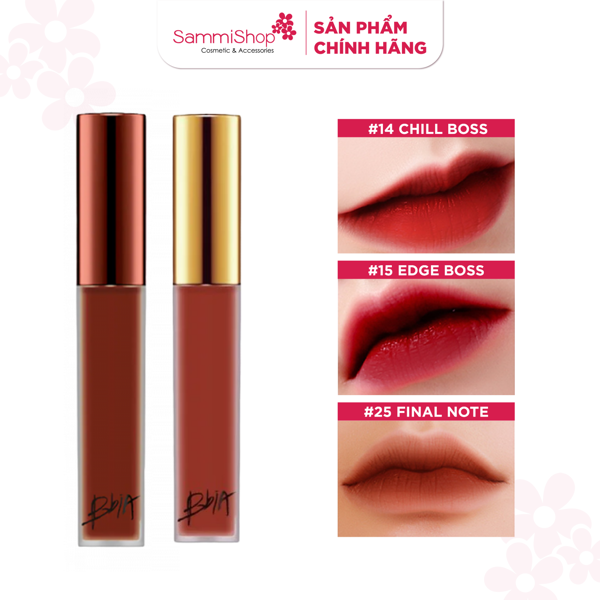 SammiShop
Cosmetic & Accessories
SẢN PHẨM
CHÍNH HÃNG
#14 CHILL BOSS
#15 EDGE BOSS
#25 FINAL NOTE
BbiA
BbiA